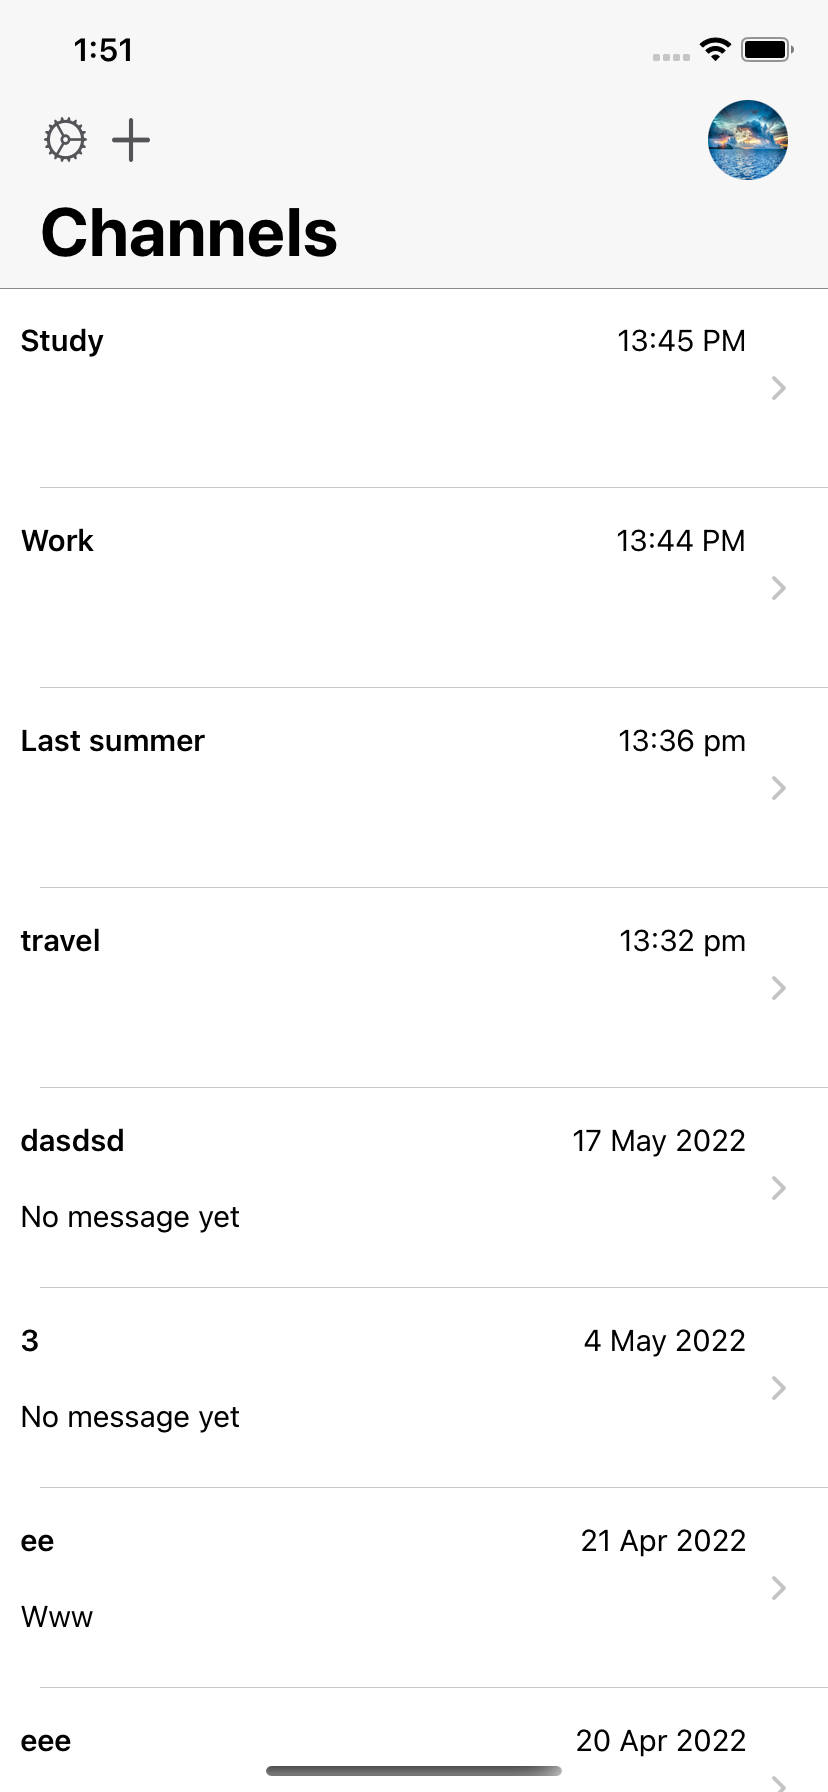 1:51
Channels
Study 13:45 PM
Work 13:44 PM
Last summer 13:36 pm
travel 13:32 pm
dasdsd 17 May 2022
No message yet
3 4 May 2022
No message yet
ee 21 Apr 2022
Www
eee 20 Apr 2022